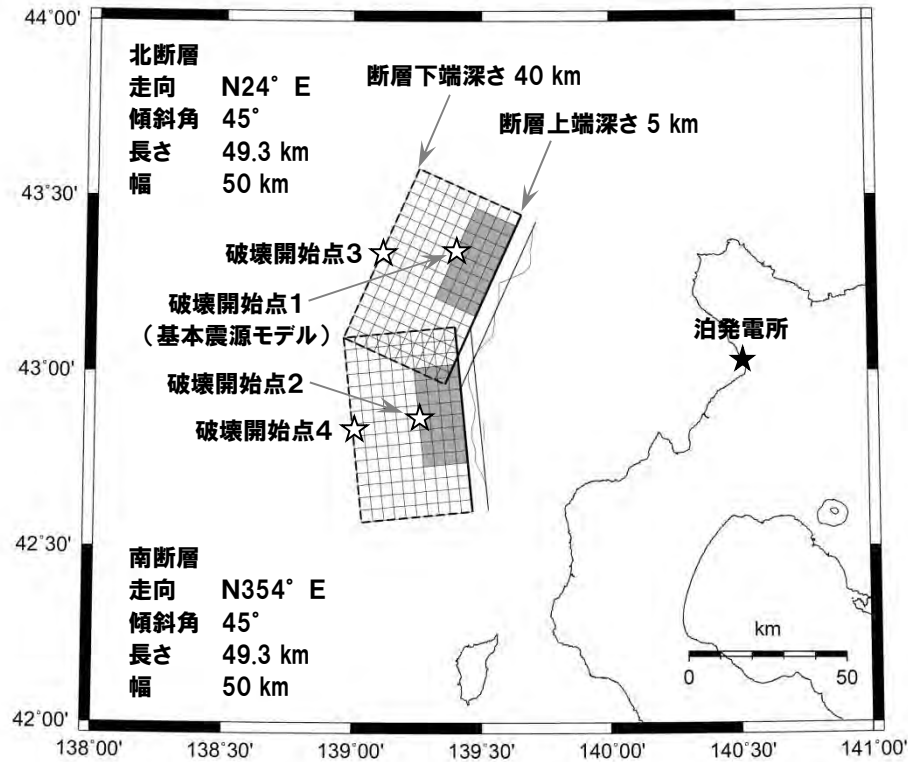 44°00'
北断層
走向 N24° E
傾斜角 45°
長さ 49.3 km
幅 50 km
断層下端深さ 40 km
断層上端深さ 5 km
43°30'
破壊開始点3
破壊開始点1
(基本震源モデル)
泊発電所
43°00'
破壊開始点2
破壊開始点4
42°30'
南断層
走向 N354° E
傾斜角 45°
長さ 49.3 km
幅 50 km
km
0 50
42°00'
138°00' 138°30' 139°00' 139°30' 140°00' 140°30' 141°00'